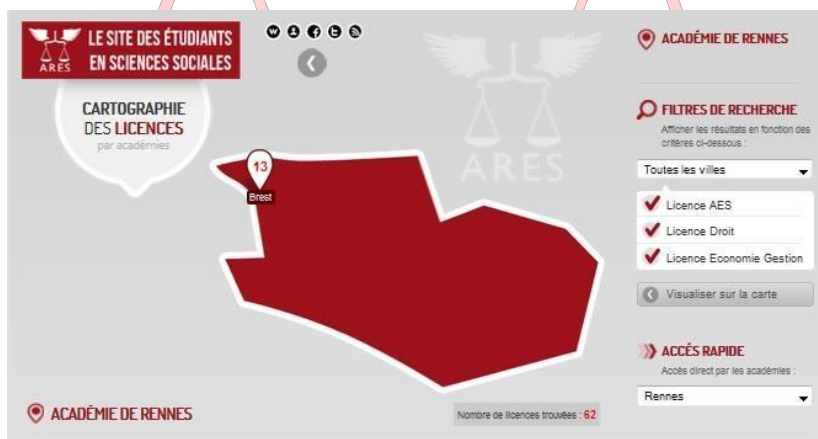 LE SITE DES ÉTUDIANTS
EN SCIENCES SOCIALES
ARES
CARTOGRAPHIE
DES LICENCES
par académies
ARES
13
Brest
ACADÉMIE DE RENNES
Nombre de licences trouvées : 62
ACADÉMIE DE RENNES
FILTRES DE RECHERCHE
Afficher les résultats en fonction des
critères ci-dessous :
Toutes les villes
Licence AES
Licence Droit
Licence Economie Gestion
Visualiser sur la carte
ACCÉS RAPIDE
Accès direct par les académies :
Rennes